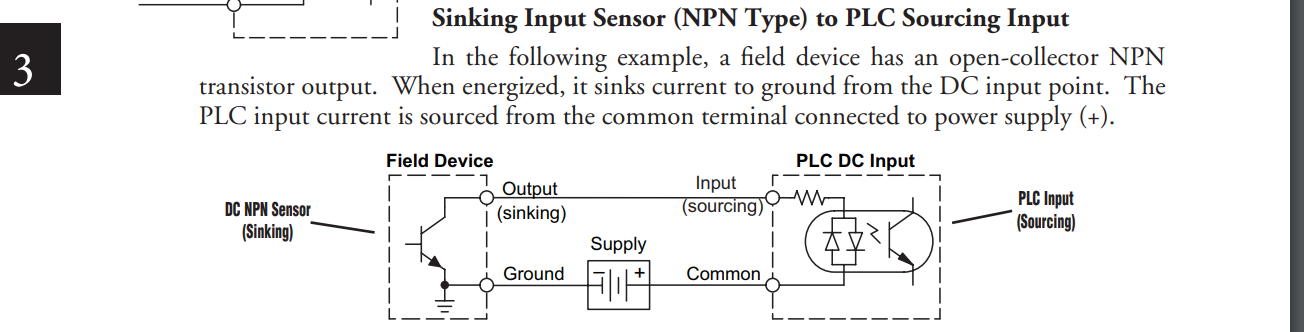 Sinking Input Sensor (NPN Type) to PLC Sourcing Input
3
In the following example, a field device has an open-collector NPN
transistor output.  When energized, it sinks current to ground from the DC input point.  The
PLC input current is sourced from the common terminal connected to power supply (+).
Field Device
PLC DC Input
Output
(sinking)
Input
(sourcing)
DC NPN Sensor
(Sinking)
PLC Input
(Sourcing)
Supply
Ground
– +
Common